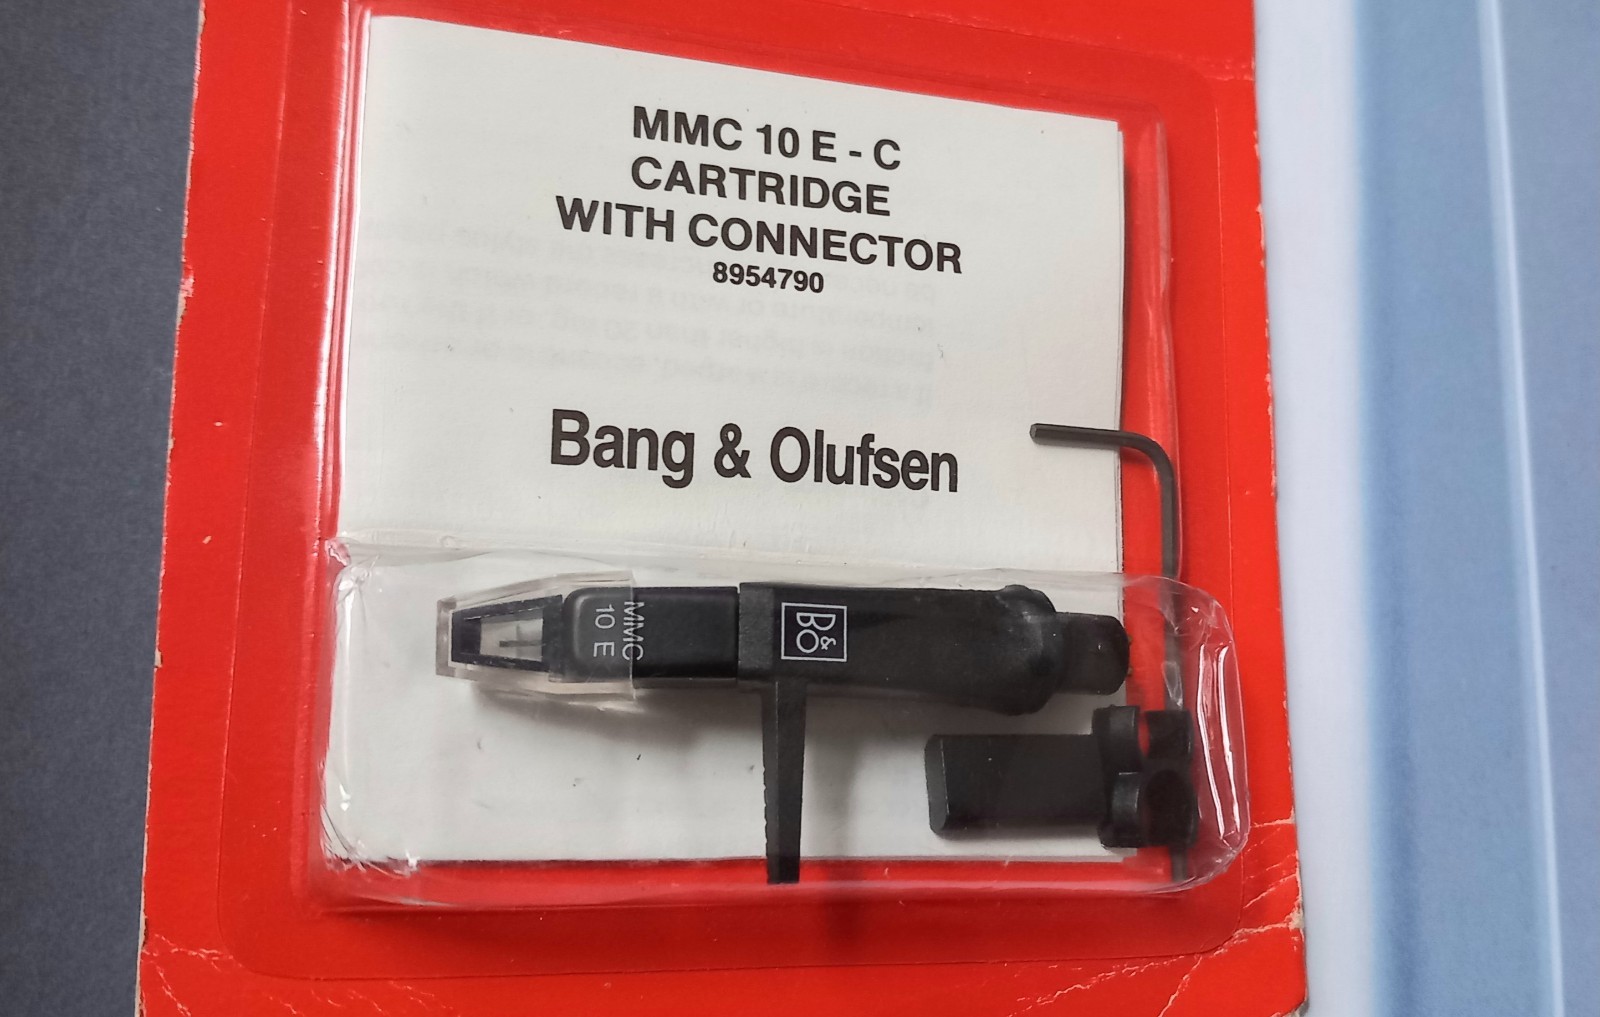 MMC 10 E - C
CARTRIDGE
WITH CONNECTOR
8954790
Bang & Olufsen
MMC
10 E
B&O